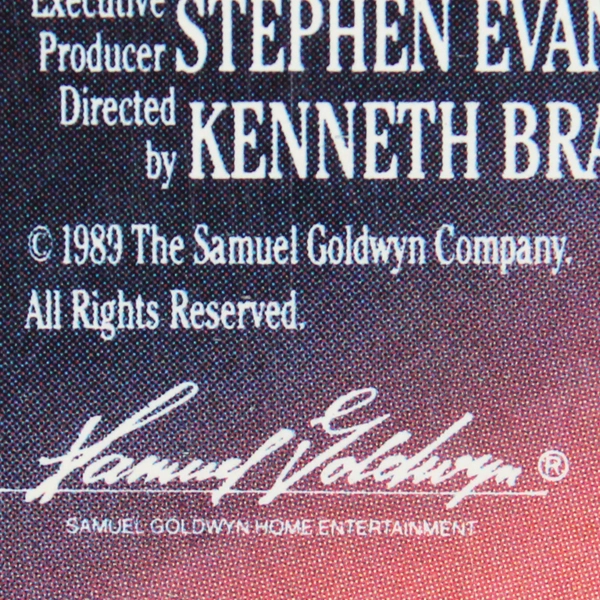 Executive
Producer STEPHEN EVAN
Directed
by KENNETH BRA
© 1989 The Samuel Goldwyn Company.
All Rights Reserved.
Samuel Goldwyn ®
SAMUEL GOLDWYN HOME ENTERTAINMENT